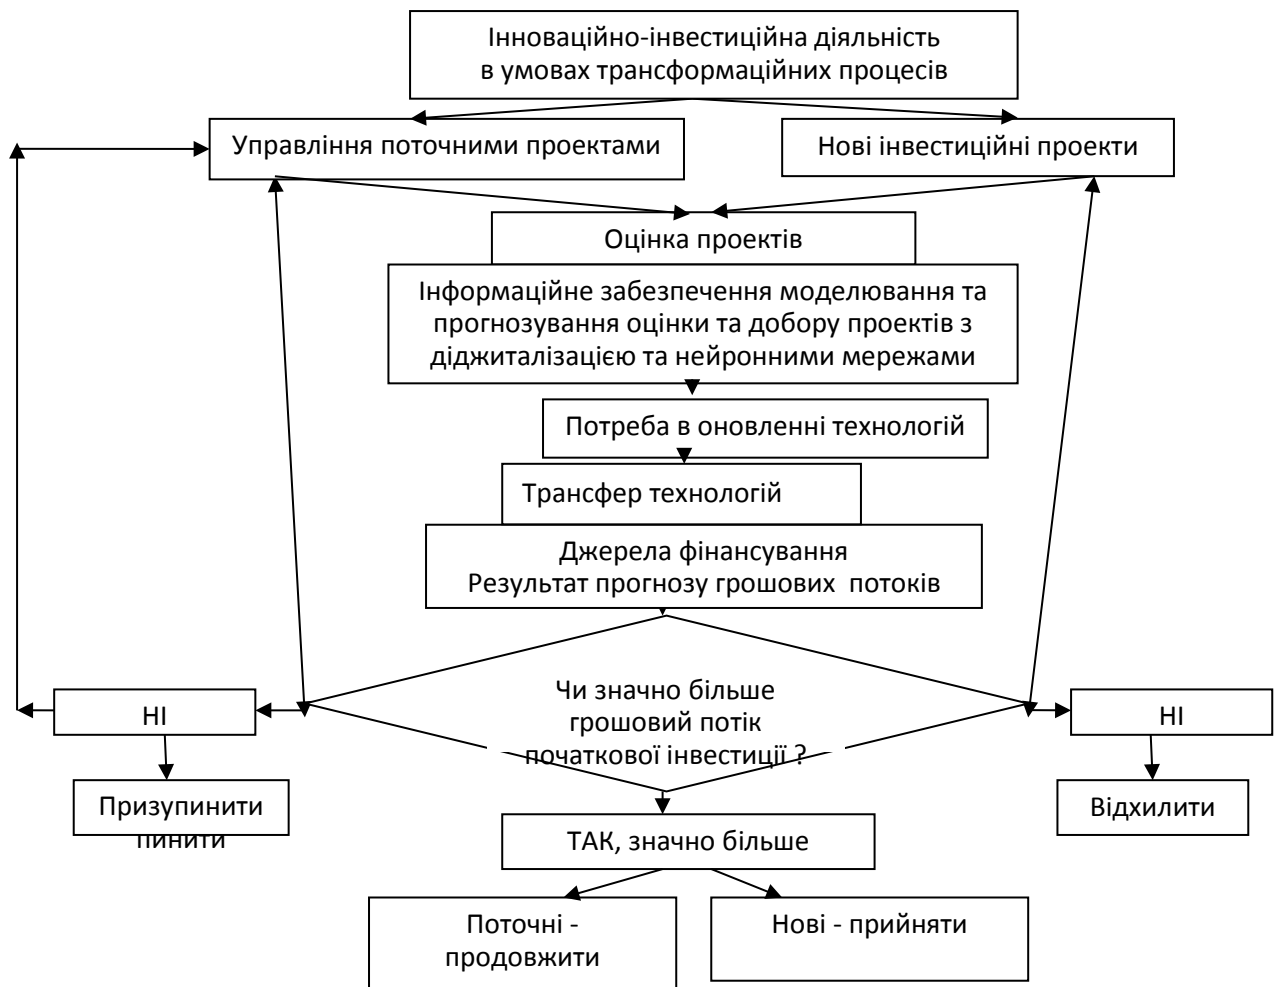 Інноваційно-інвестиційна діяльність
в умовах трансформаційних процесів
Управління поточними проектами
Нові інвестиційні проекти
Оцінка проектів
Інформаційне забезпечення моделювання та
прогнозування оцінки та добору проектів з
діджиталізацією та нейронними мережами
Потреба в оновленні технологій
Трансфер технологій
Джерела фінансування
Результат прогнозу грошових потоків
Чи значно більше
грошовий потік
початкової інвестиції ?
НІ
НІ
Призупинити
пинити
Відхилити
ТАК, значно більше
Поточні -
продовжити
Нові - прийняти